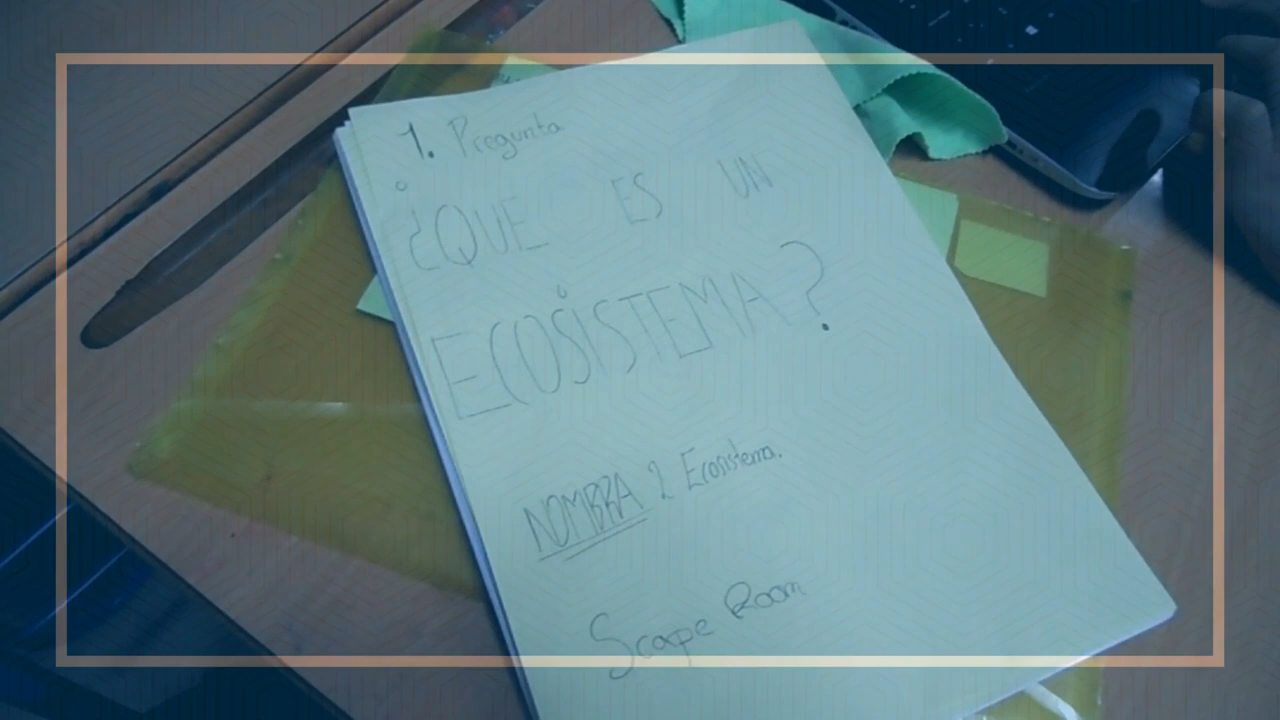 1. Pregunta
¿QUE ES UN
ECOSISTEMA?
NOMBRA 2 Ecosistema.
Scape Room